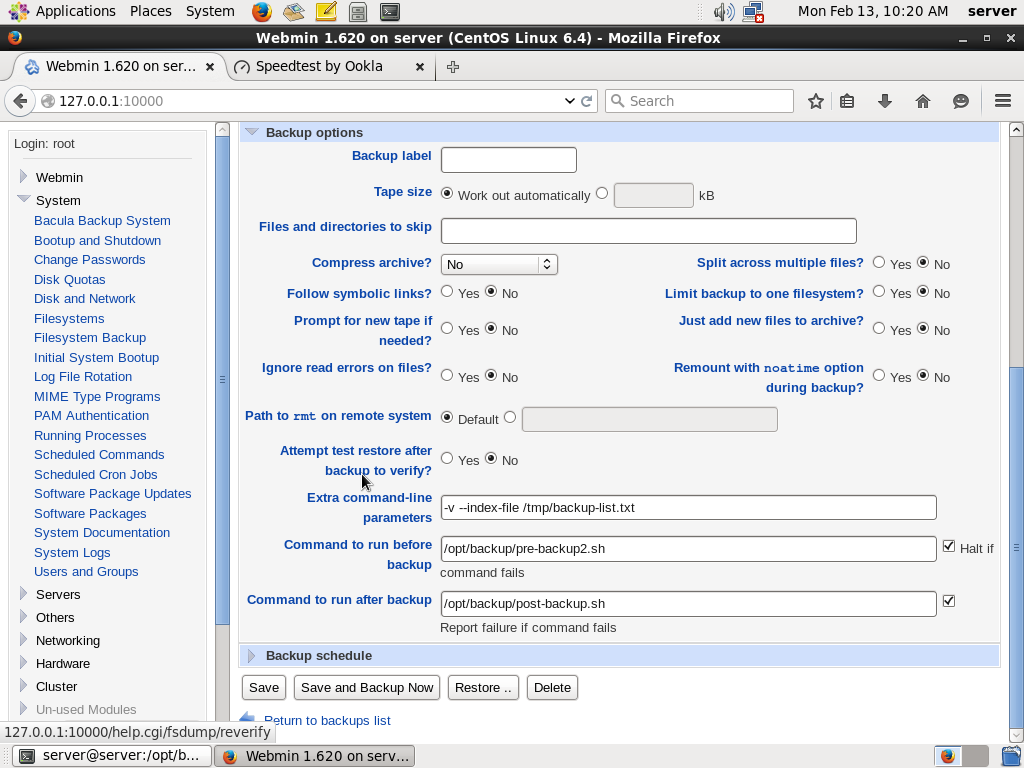 Applications Places System Mon Feb 13, 10:20 AM server
Webmin 1.620 on server (CentOS Linux 6.4) - Mozilla Firefox
Webmin 1.620 on ser... Speedtest by Ookla
127.0.0.1:10000 Search
Login: root
Webmin
System
Bacula Backup System
Bootup and Shutdown
Change Passwords
Disk Quotas
Disk and Network
Filesystems
Filesystem Backup
Initial System Bootup
Log File Rotation
MIME Type Programs
PAM Authentication
Running Processes
Scheduled Commands
Scheduled Cron Jobs
Software Package Updates
Software Packages
System Documentation
System Logs
Users and Groups
Servers
Others
Networking
Hardware
Cluster
Un-used Modules
Backup options
Backup label
Tape size Work out automatically kB
Files and directories to skip
Compress archive? No Split across multiple files? Yes No
Follow symbolic links? Yes No Limit backup to one filesystem? Yes No
Prompt for new tape if
needed? Yes No Just add new files to archive? Yes No
Ignore read errors on files? Yes No Remount with noatime option
during backup? Yes No
Path to rmt on remote system Default
Attempt test restore after
backup to verify? Yes No
Extra command-line
parameters -v --index-file /tmp/backup-list.txt
Command to run before
backup /opt/backup/pre-backup2.sh Halt if
command fails
Command to run after backup /opt/backup/post-backup.sh
Report failure if command fails
Backup schedule
Save Save and Backup Now Restore .. Delete
Return to backups list
127.0.0.1:10000/help.cgi/fsdump/reverify
server@server:/opt/b... Webmin 1.620 on serv...